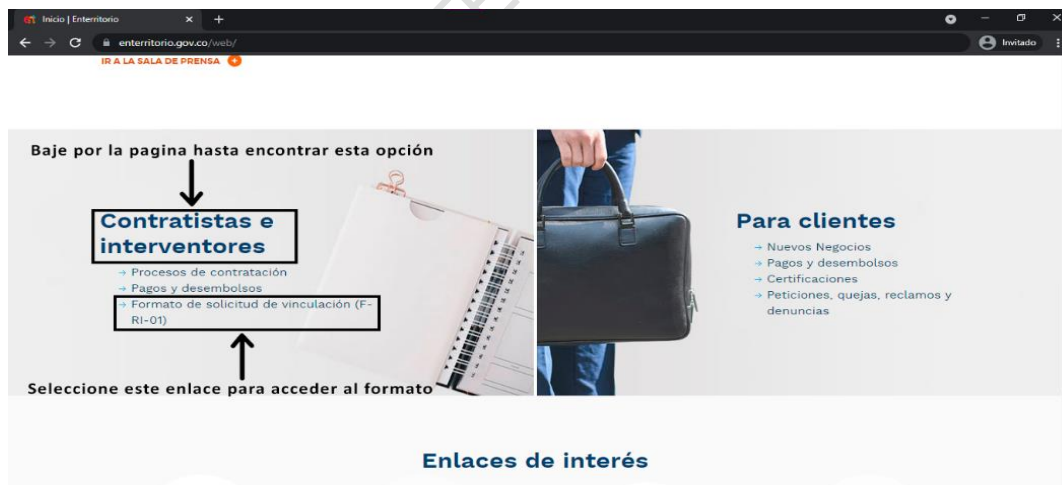 Inicio | Enterritorio
enterritorio.gov.co/web/
Invitado
IR A LA SALA DE PRENSA
Baje por la pagina hasta encontrar esta opción
Contratistas e
interventores
→ Procesos de contratación
→ Pagos y desembolsos
→ Formato de solicitud de vinculación (F-
RI-01)
Seleccione este enlace para acceder al formato
Para clientes
→ Nuevos Negocios
→ Pagos y desembolsos
→ Certificaciones
→ Peticiones, quejas, reclamos y
denuncias
Enlaces de interés